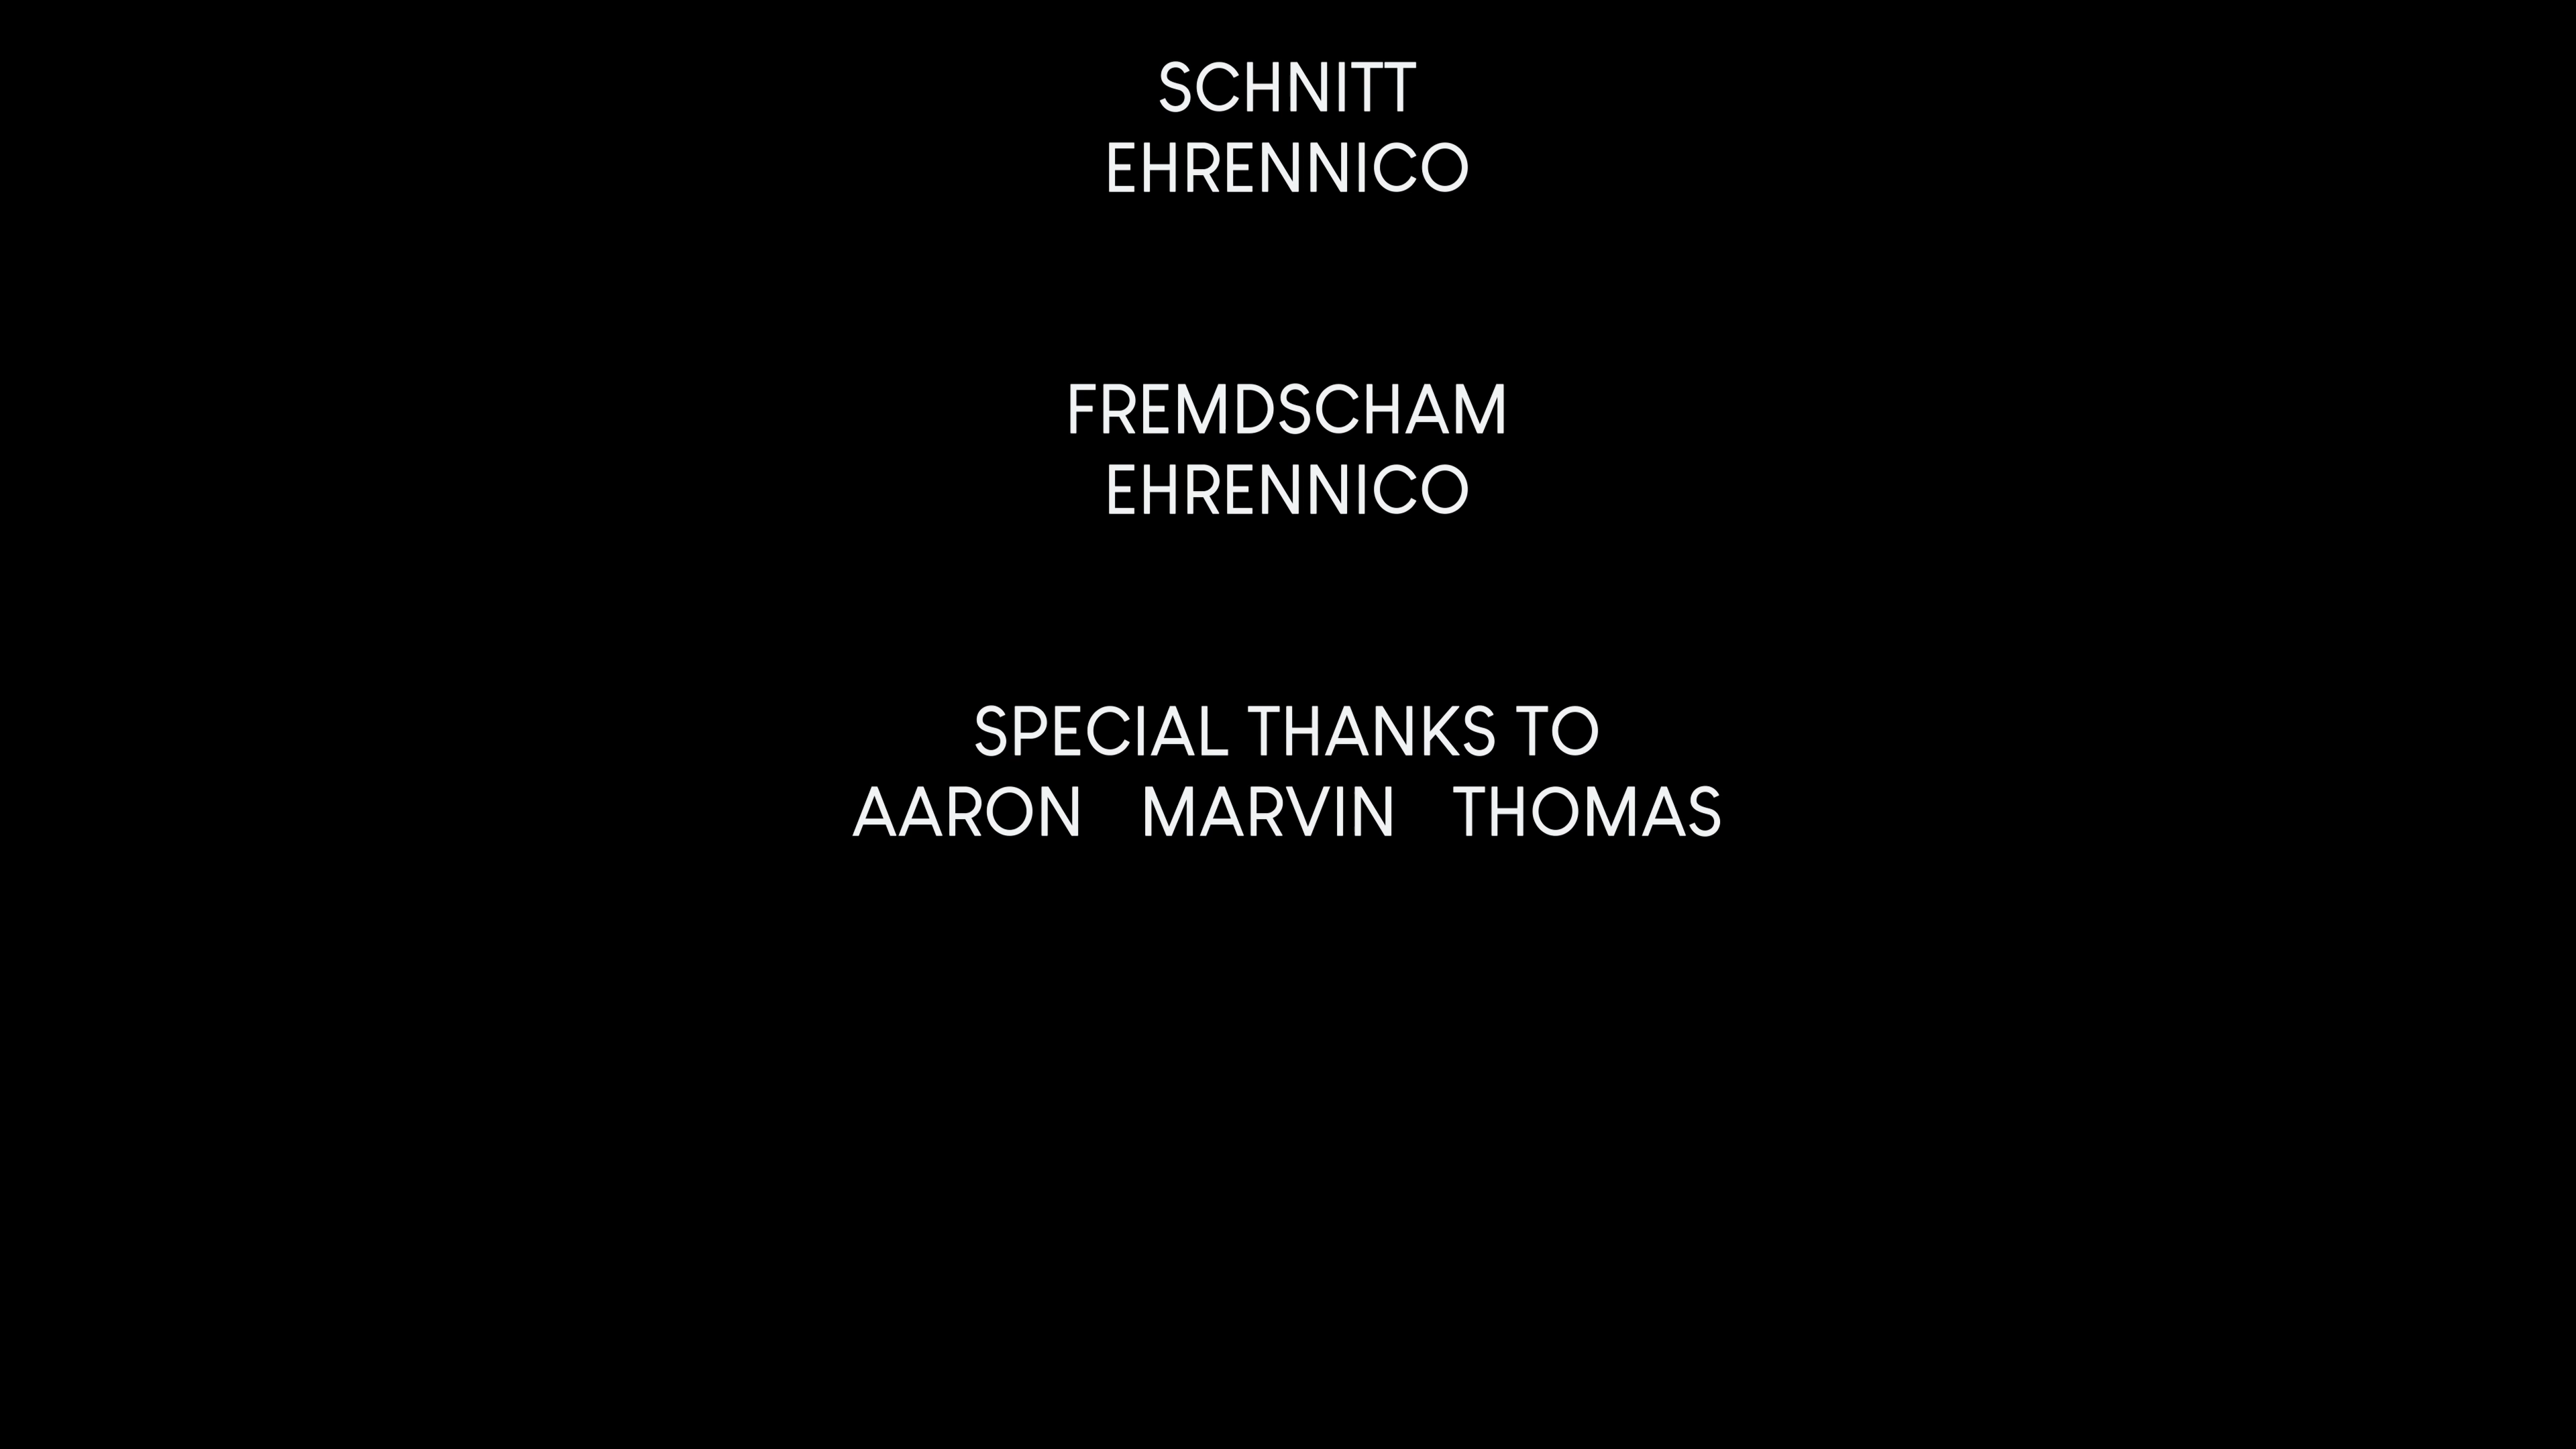 SCHNITT
EHRENNICO
FREMDSCHAM
EHRENNICO
SPECIAL THANKS TO
AARON MARVIN THOMAS